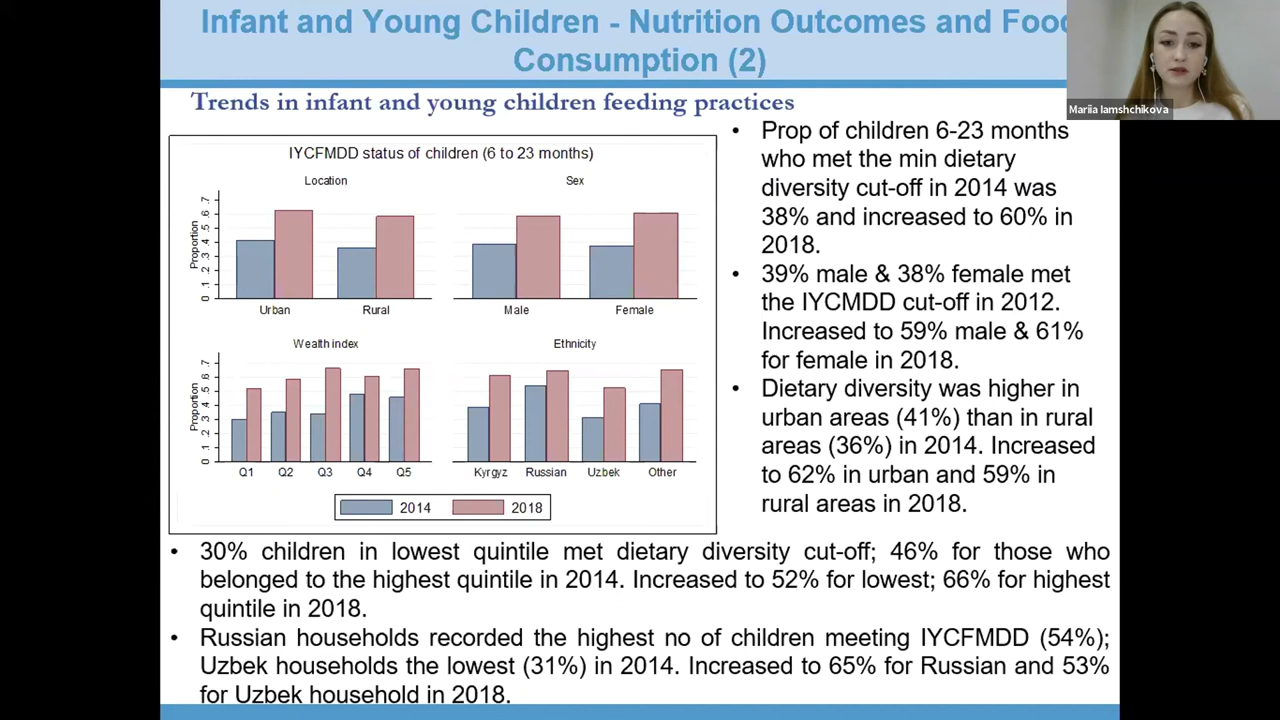 Infant and Young Children - Nutrition Outcomes and Food
Consumption (2)
Mariia Iamshchikova
Trends in infant and young children feeding practices
IYCFMDD status of children (6 to 23 months)
Location
Sex
Proportion
.7
.6
.5
.4
.3
.2
.1
0
Urban
Rural
Male
Female
Wealth index
Ethnicity
Proportion
.7
.6
.5
.4
.3
.2
.1
0
Q1
Q2
Q3
Q4
Q5
Kyrgyz
Russian
Uzbek
Other
2014
2018
• Prop of children 6-23 months
who met the min dietary
diversity cut-off in 2014 was
38% and increased to 60% in
2018.
• 39% male & 38% female met
the IYCMDD cut-off in 2012.
Increased to 59% male & 61%
for female in 2018.
• Dietary diversity was higher in
urban areas (41%) than in rural
areas (36%) in 2014. Increased
to 62% in urban and 59% in
rural areas in 2018.
• 30% children in lowest quintile met dietary diversity cut-off; 46% for those who
belonged to the highest quintile in 2014. Increased to 52% for lowest; 66% for highest
quintile in 2018.
• Russian households recorded the highest no of children meeting IYCFMDD (54%);
Uzbek households the lowest (31%) in 2014. Increased to 65% for Russian and 53%
for Uzbek household in 2018.